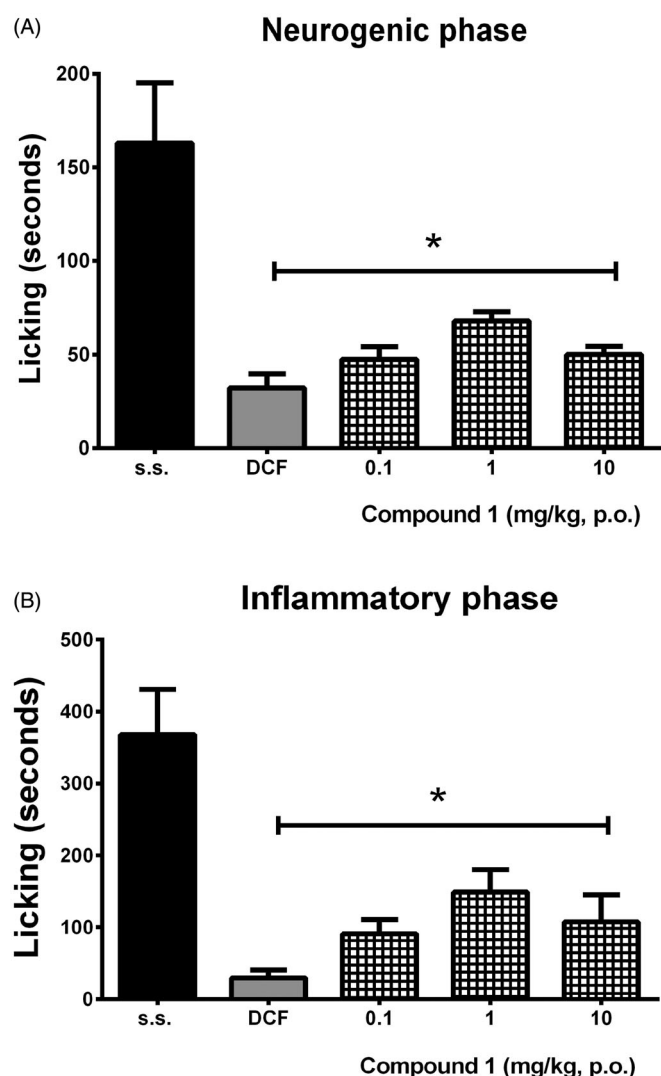 (A)
Neurogenic phase
Licking (seconds)
200
150
100
50
0
*
s.s. DCF 0.1 1 10
Compound 1 (mg/kg, p.o.)
(B)
Inflammatory phase
Licking (seconds)
500
400
300
200
100
0
*
s.s. DCF 0.1 1 10
Compound 1 (mg/kg, p.o.)